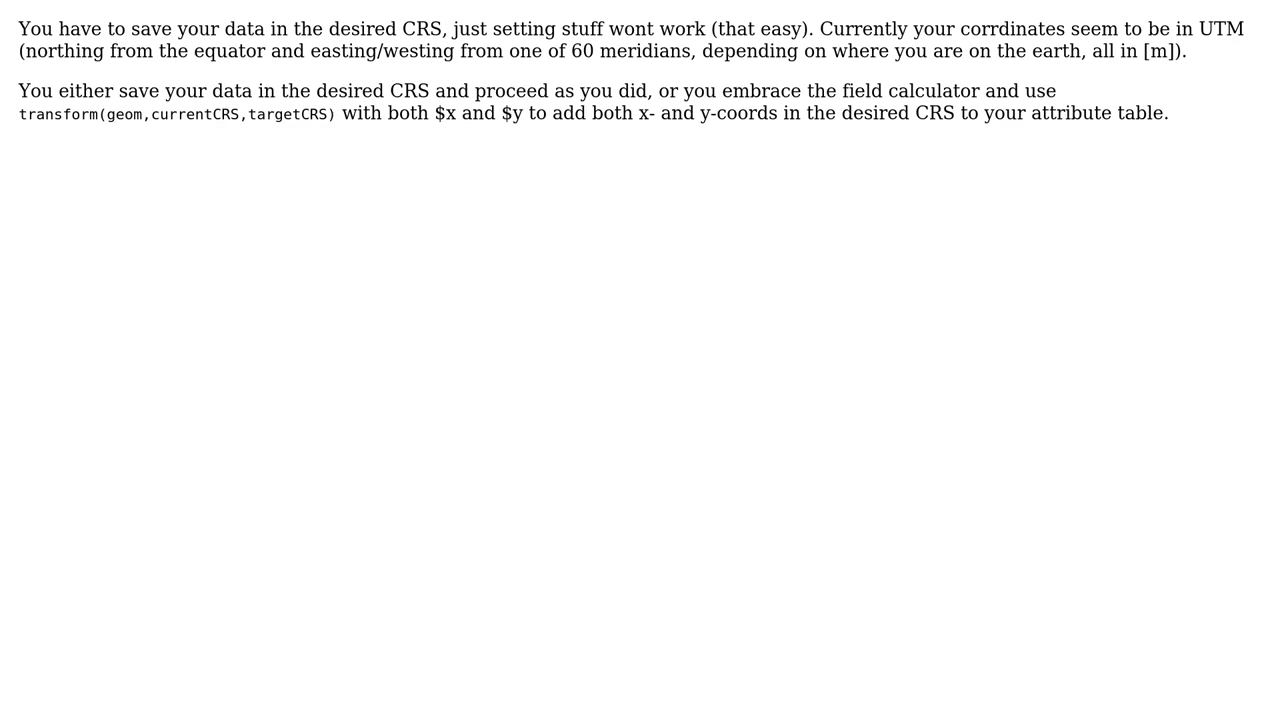 You have to save your data in the desired CRS, just setting stuff wont work (that easy). Currently your corrdinates seem to be in UTM
(northing from the equator and easting/westing from one of 60 meridians, depending on where you are on the earth, all in [m]).
You either save your data in the desired CRS and proceed as you did, or you embrace the field calculator and use
transform(geom,currentCRS,targetCRS) with both $x and $y to add both x- and y-coords in the desired CRS to your attribute table.